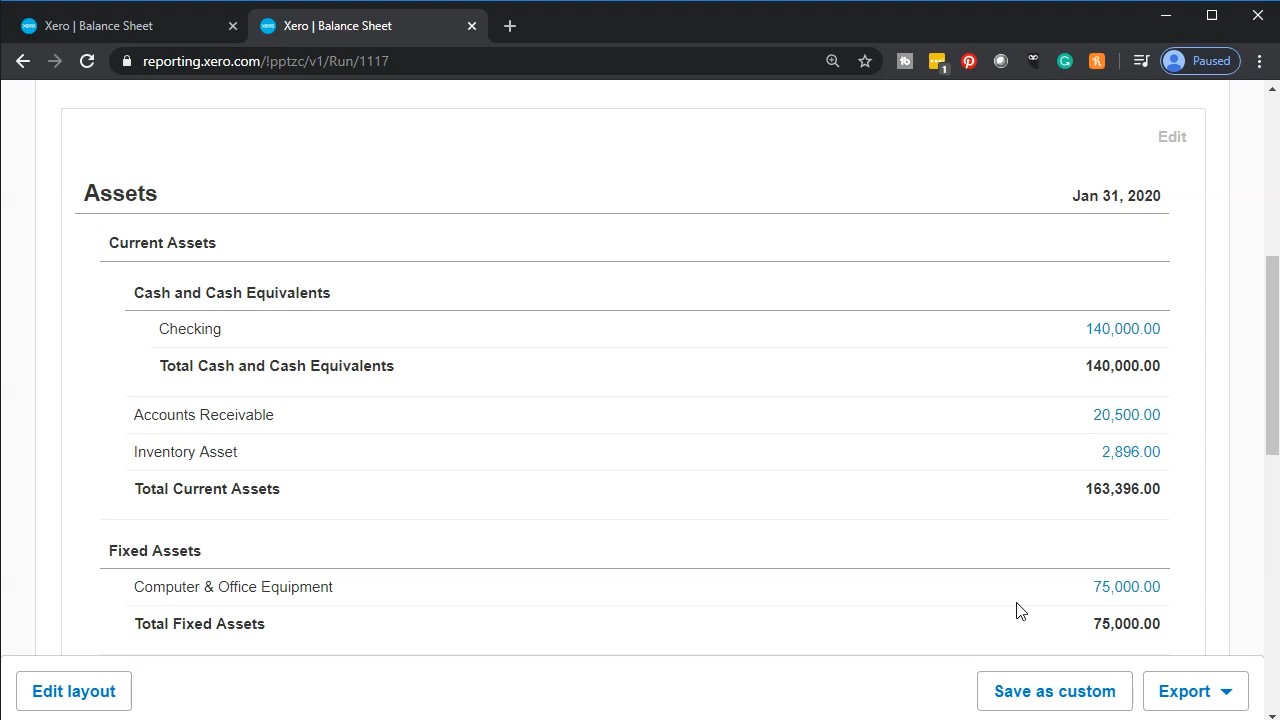 Xero | Balance Sheet
Xero | Balance Sheet
reporting.xero.com/!pptzc/v1/Run/1117
1
Paused
Edit
Assets Jan 31, 2020
Current Assets
Cash and Cash Equivalents
Checking 140,000.00
Total Cash and Cash Equivalents 140,000.00
Accounts Receivable 20,500.00
Inventory Asset 2,896.00
Total Current Assets 163,396.00
Fixed Assets
Computer & Office Equipment 75,000.00
Total Fixed Assets 75,000.00
Edit layout Save as custom Export